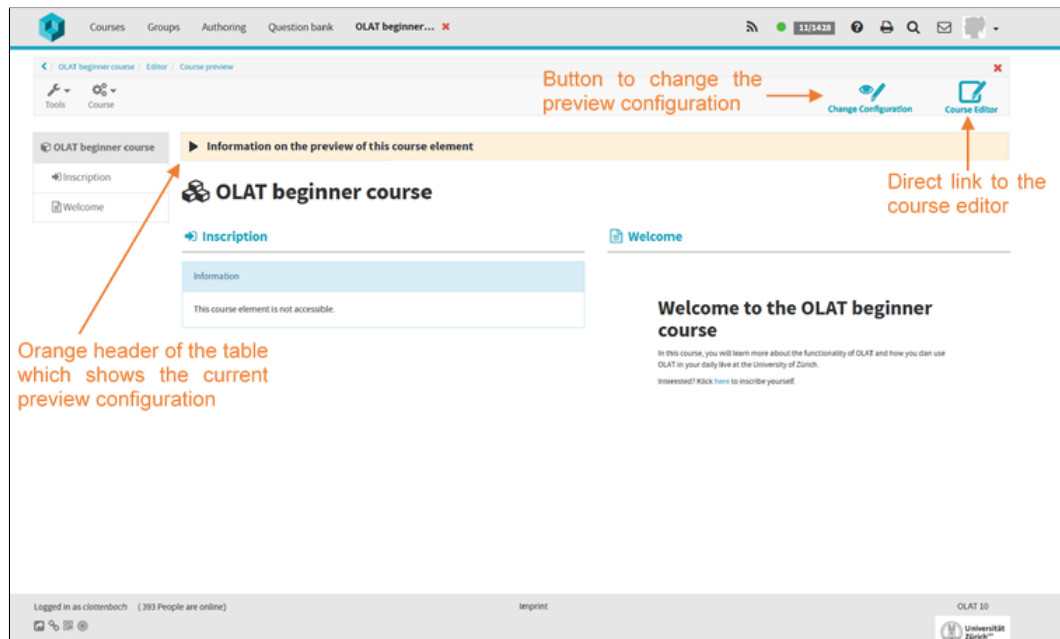 Courses Groups Authoring Question bank OLAT beginner... 11/1428
/ OLAT beginner course / Editor / Course preview
Tools Course
Button to change the
preview configuration
Change Configuration Course Editor
OLAT beginner course
Inscription
Welcome
Information on the preview of this course element
Direct link to the
course editor
OLAT beginner course
Inscription
Information
This course element is not accessible.
Welcome
Welcome to the OLAT beginner
course
In this course, you will learn more about the functionality of OLAT and how you dan use
OLAT in your daily live at the University of Zürich.
Interested? Klick here to inscribe yourself.
Orange header of the table
which shows the current
preview configuration
Logged in as clottenbach (393 People are online)
Imprint
OLAT 10
Universität
Zürich